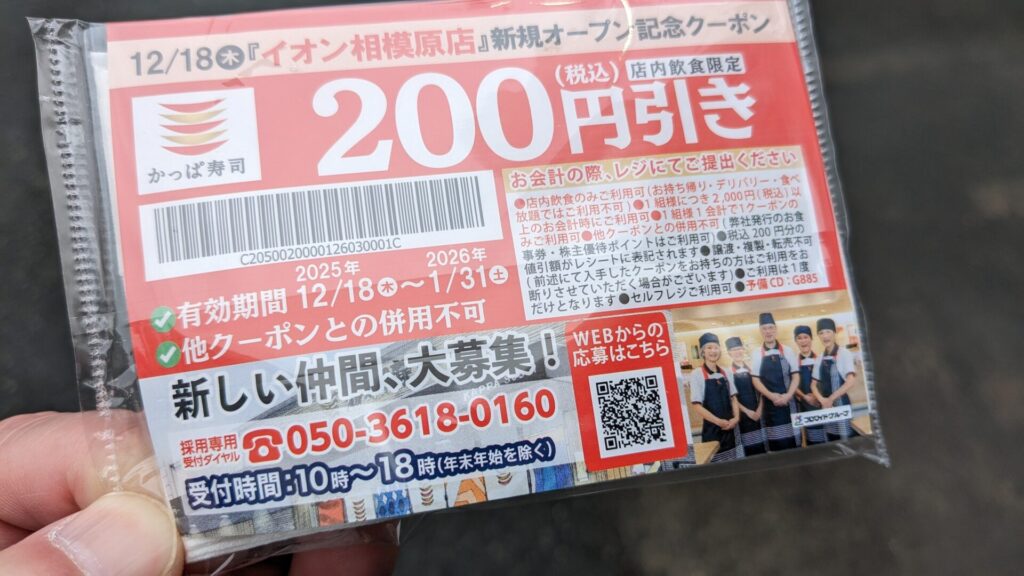 12/18(木)『イオン相模原店』新規オープン記念クーポン
かっぱ寿司
200円引き
(税込)
店内飲食限定
お会計の際、レジにてご提出ください
●店内飲食のみご利用可(お持ち帰り・デリバリー・食べ
放題ではご利用不可)●1組様につき2,000円(税込)以
上のお会計時にご利用可●1組様1会計で1クーポンの
みご利用可●他クーポンとの併用不可(弊社発行のお食
事券・株主優待ポイントはご利用可)●税込200円分の
値引額がレシートに表記されます●譲渡・複製・転売不可
(前述にて入手したクーポンをお持ちの方はご利用をお
断りさせていただく場合がございます)●ご利用は1度
だけとなります●セルフレジご利用可●予備CD:G885
C2050020000126030001C
有効期間 2025年12/18(木)〜2026年1/31(土)
他クーポンとの併用不可
新しい仲間、大募集!
採用専用
受付ダイヤル
☎050-3618-0160
受付時間:10時〜18時(年末年始を除く)
WEBからの
応募はこちら
コロワイドグループ